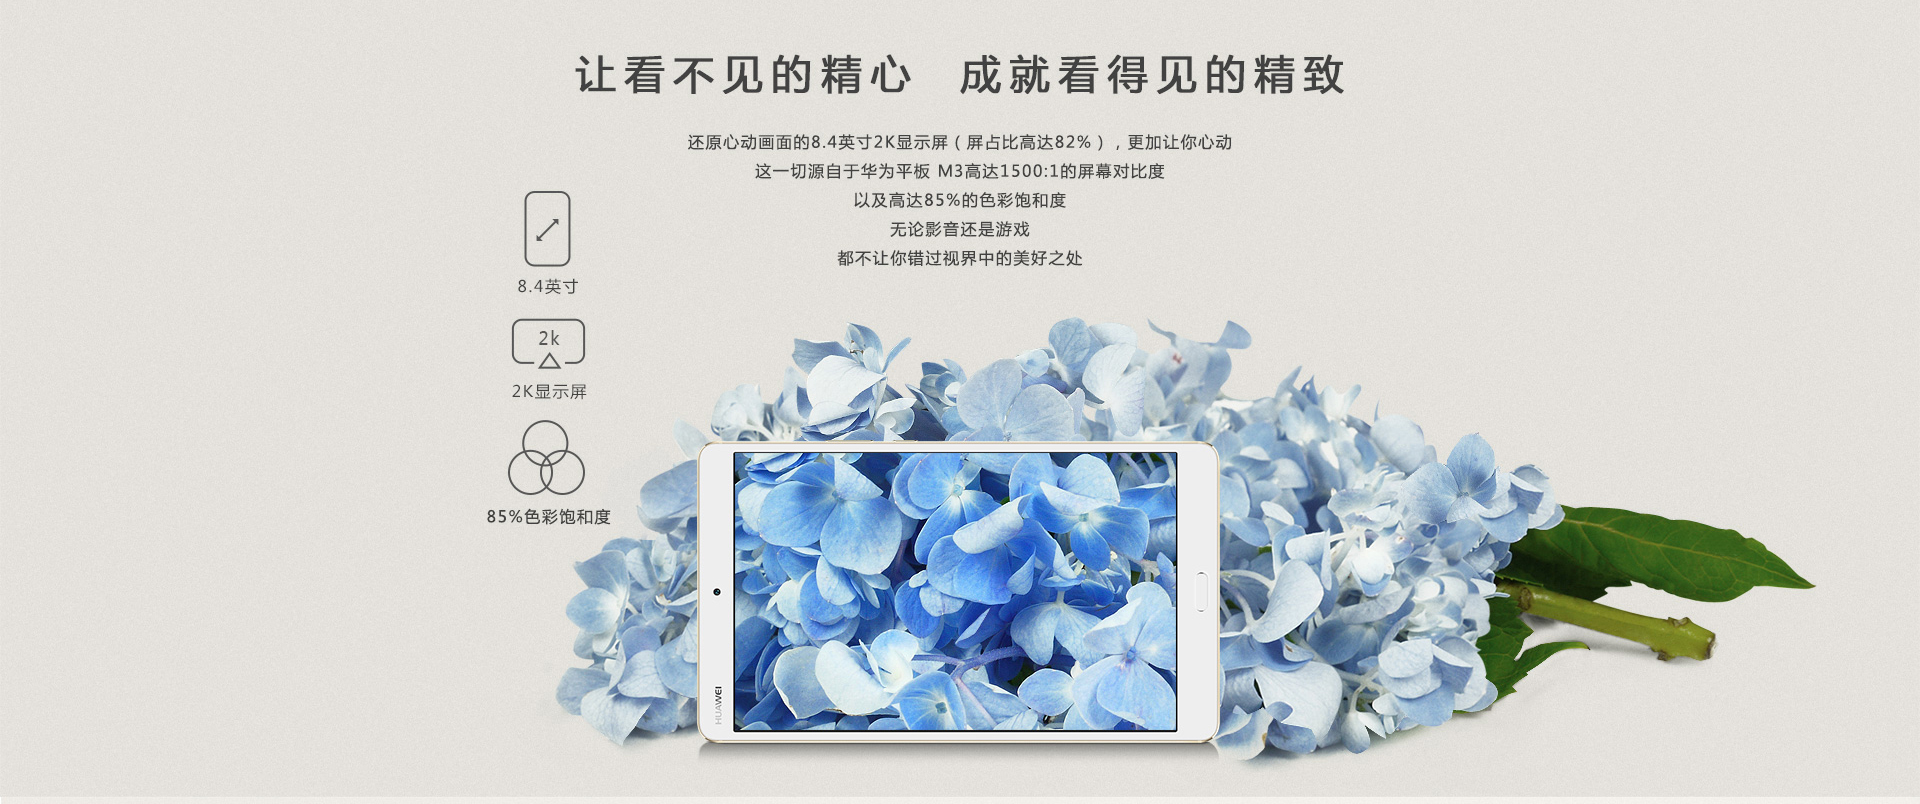 让看不见的精心 成就看得见的精致
还原心动画面的8.4英寸2K显示屏（屏占比高达82%），更加让你心动
这一切源自于华为平板 M3高达1500:1的屏幕对比度
以及高达85%的色彩饱和度
无论影音还是游戏
都不让你错过视界中的美好之处
8.4英寸
2k
2K显示屏
85%色彩饱和度
HUAWEI